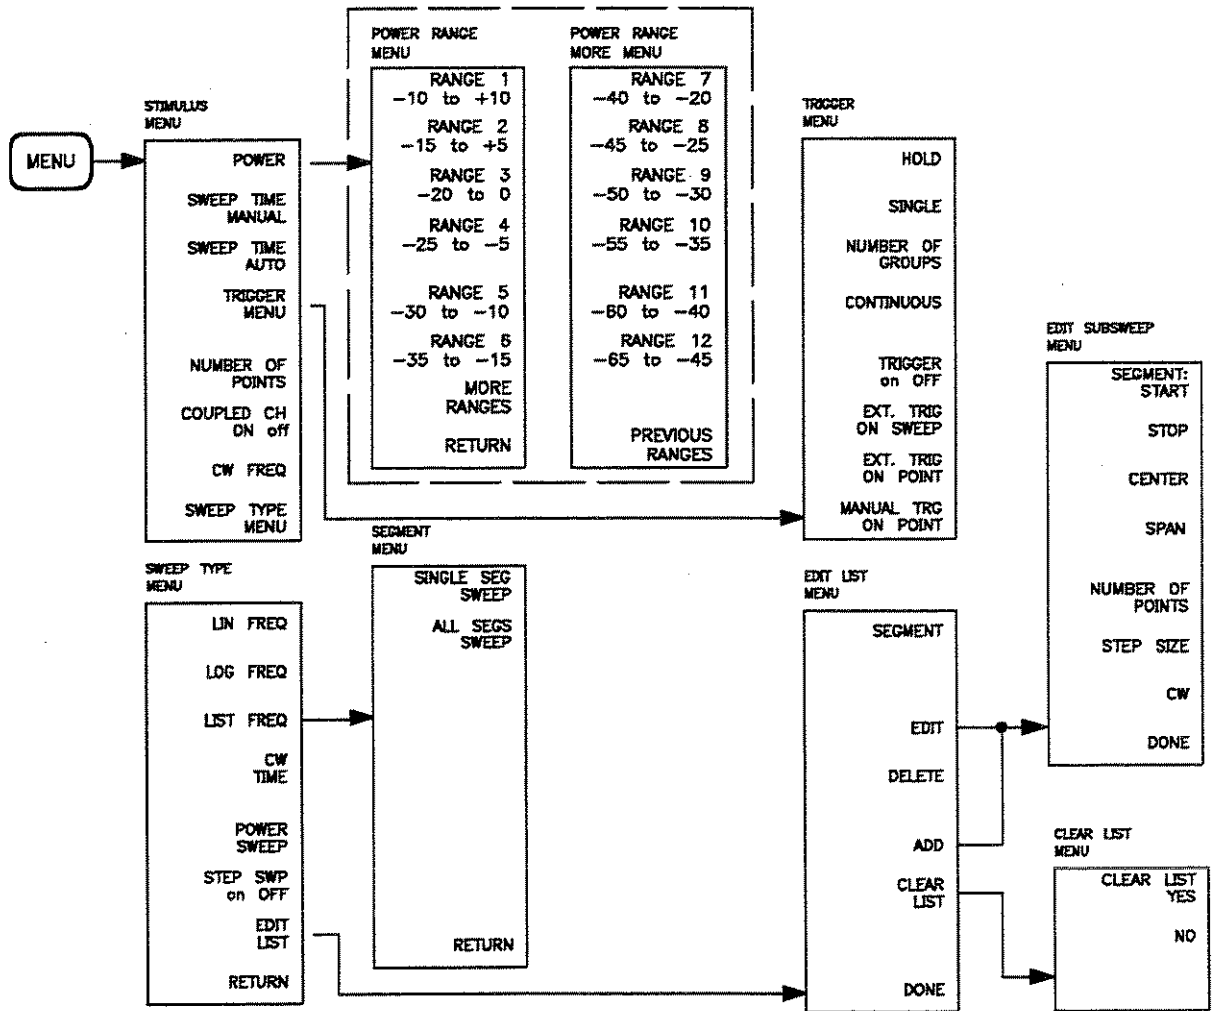 MENU
STIMULUS
MENU
POWER
SWEEP TIME
MANUAL
SWEEP TIME
AUTO
TRIGGER
MENU
NUMBER OF
POINTS
COUPLED CH
ON off
CW FREQ
SWEEP TYPE
MENU
POWER RANGE
MENU
RANGE 1
−10 to +10
RANGE 2
−15 to +5
RANGE 3
−20 to 0
RANGE 4
−25 to −5
RANGE 5
−30 to −10
RANGE 6
−35 to −15
MORE
RANGES
RETURN
POWER RANGE
MORE MENU
RANGE 7
−40 to −20
RANGE 8
−45 to −25
RANGE 9
−50 to −30
RANGE 10
−55 to −35
RANGE 11
−60 to −40
RANGE 12
−65 to −45
PREVIOUS
RANGES
TRIGGER
MENU
HOLD
SINGLE
NUMBER OF
GROUPS
CONTINUOUS
TRIGGER
on OFF
EXT. TRIG
ON SWEEP
EXT. TRIG
ON POINT
MANUAL TRG
ON POINT
EDIT SUBSWEEP
MENU
SEGMENT:
START
STOP
CENTER
SPAN
NUMBER OF
POINTS
STEP SIZE
CW
DONE
SWEEP TYPE
MENU
LIN FREQ
LOG FREQ
LIST FREQ
CW
TIME
POWER
SWEEP
STEP SWP
on OFF
EDIT
LIST
RETURN
SEGMENT
MENU
SINGLE SEG
SWEEP
ALL SEGS
SWEEP
RETURN
EDIT LIST
MENU
SEGMENT
EDIT
DELETE
ADD
CLEAR
LIST
DONE
CLEAR LIST
MENU
CLEAR LIST
YES
NO